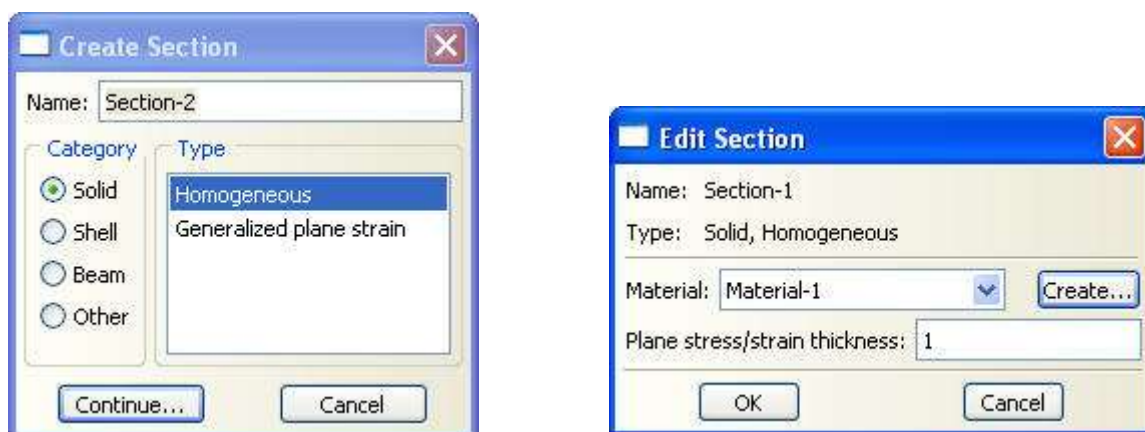 Create Section
Name: Section-2
Category Type
Solid Homogeneous
Shell Generalized plane strain
Beam
Other
Continue... Cancel
Edit Section
Name: Section-1
Type: Solid, Homogeneous
Material: Material-1 Create...
Plane stress/strain thickness: 1
OK Cancel